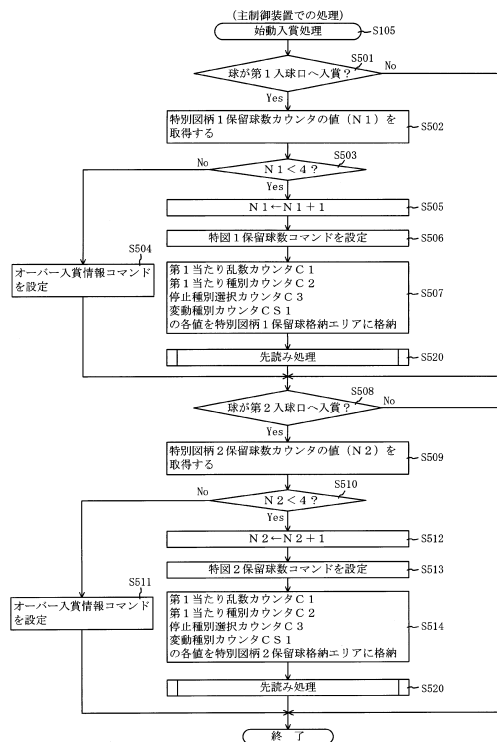 (主制御装置での処理)
始動入賞処理
S105
S501
球が第1入球口へ入賞?
No
Yes
特別図柄1保留球数カウンタの値(N1)を
取得する
S502
S503
No
N1<4?
Yes
N1←N1+1
S505
特図1保留球数コマンドを設定
S506
S504
オーバー入賞情報コマンド
を設定
第1当たり乱数カウンタC1
第1当たり種別カウンタC2
停止種別選択カウンタC3
変動種別カウンタCS1
の各値を特別図柄1保留球格納エリアに格納
S507
先読み処理
S520
S508
球が第2入球口へ入賞?
No
Yes
特別図柄2保留球数カウンタの値(N2)を
取得する
S509
S510
No
N2<4?
Yes
N2←N2+1
S512
特図2保留球数コマンドを設定
S513
S511
オーバー入賞情報コマンド
を設定
第1当たり乱数カウンタC1
第1当たり種別カウンタC2
停止種別選択カウンタC3
変動種別カウンタCS1
の各値を特別図柄2保留球格納エリアに格納
S514
先読み処理
S520
終 了